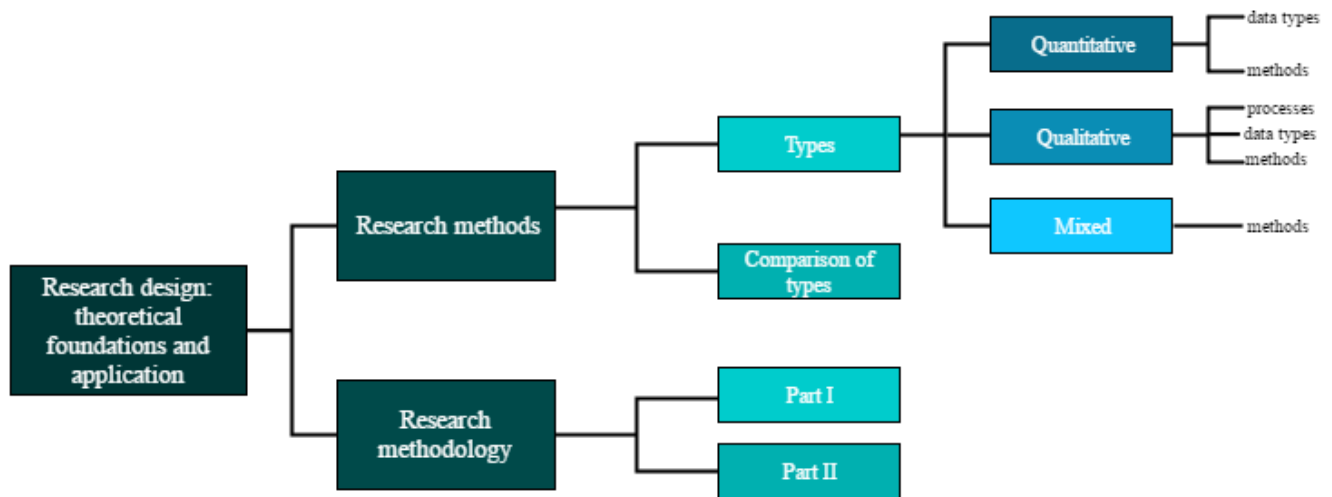 Research design:
theoretical
foundations and
application
Research methods
Research
methodology
Types
Comparison of
types
Part I
Part II
Quantitative
data types
methods
Qualitative
processes
data types
methods
Mixed
methods